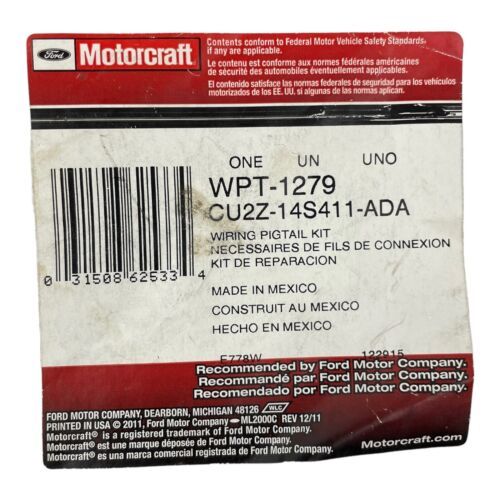 Ford
Motorcraft
Contents conform to Federal Motor Vehicle Safety Standards,
if any are applicable.
Le contenu est conforme aux normes fédérales américaines
de sécurité des automobiles éventuellement applicables.
El contenido satisface las normas federales de seguridad para los vehículos
motorizados de los EE. UU. si algunas de las normas aplican.
ONE UN UNO
WPT-1279
CU2Z-14S411-ADA
WIRING PIGTAIL KIT
NECESSAIRES DE FILS DE CONNEXION
KIT DE REPARACION
0 31508 62533 4
MADE IN MEXICO
CONSTRUIT AU MEXICO
HECHO EN MEXICO
E778W 122915
Recommended by Ford Motor Company.
Recommandé par Ford Motor Company.
Recomendado por Ford Motor Company.
FORD MOTOR COMPANY, DEARBORN, MICHIGAN 48126 WLC
PRINTED IN USA © 2011, Ford Motor Company — ML2000C REV 12/11
Motorcraft® is a registered trademark of Ford Motor Company.
Motorcraft® est une marque déposée de Ford Motor Company.
Motorcraft® es una marca comercial registrada de Ford Motor Company.
Motorcraft.com